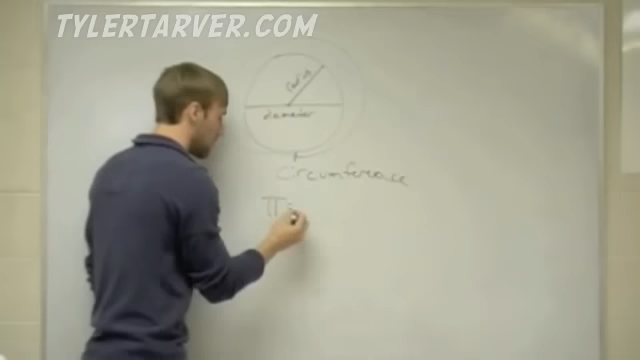 TYLERTARVER.COM
radius
diameter
Circumference
π =